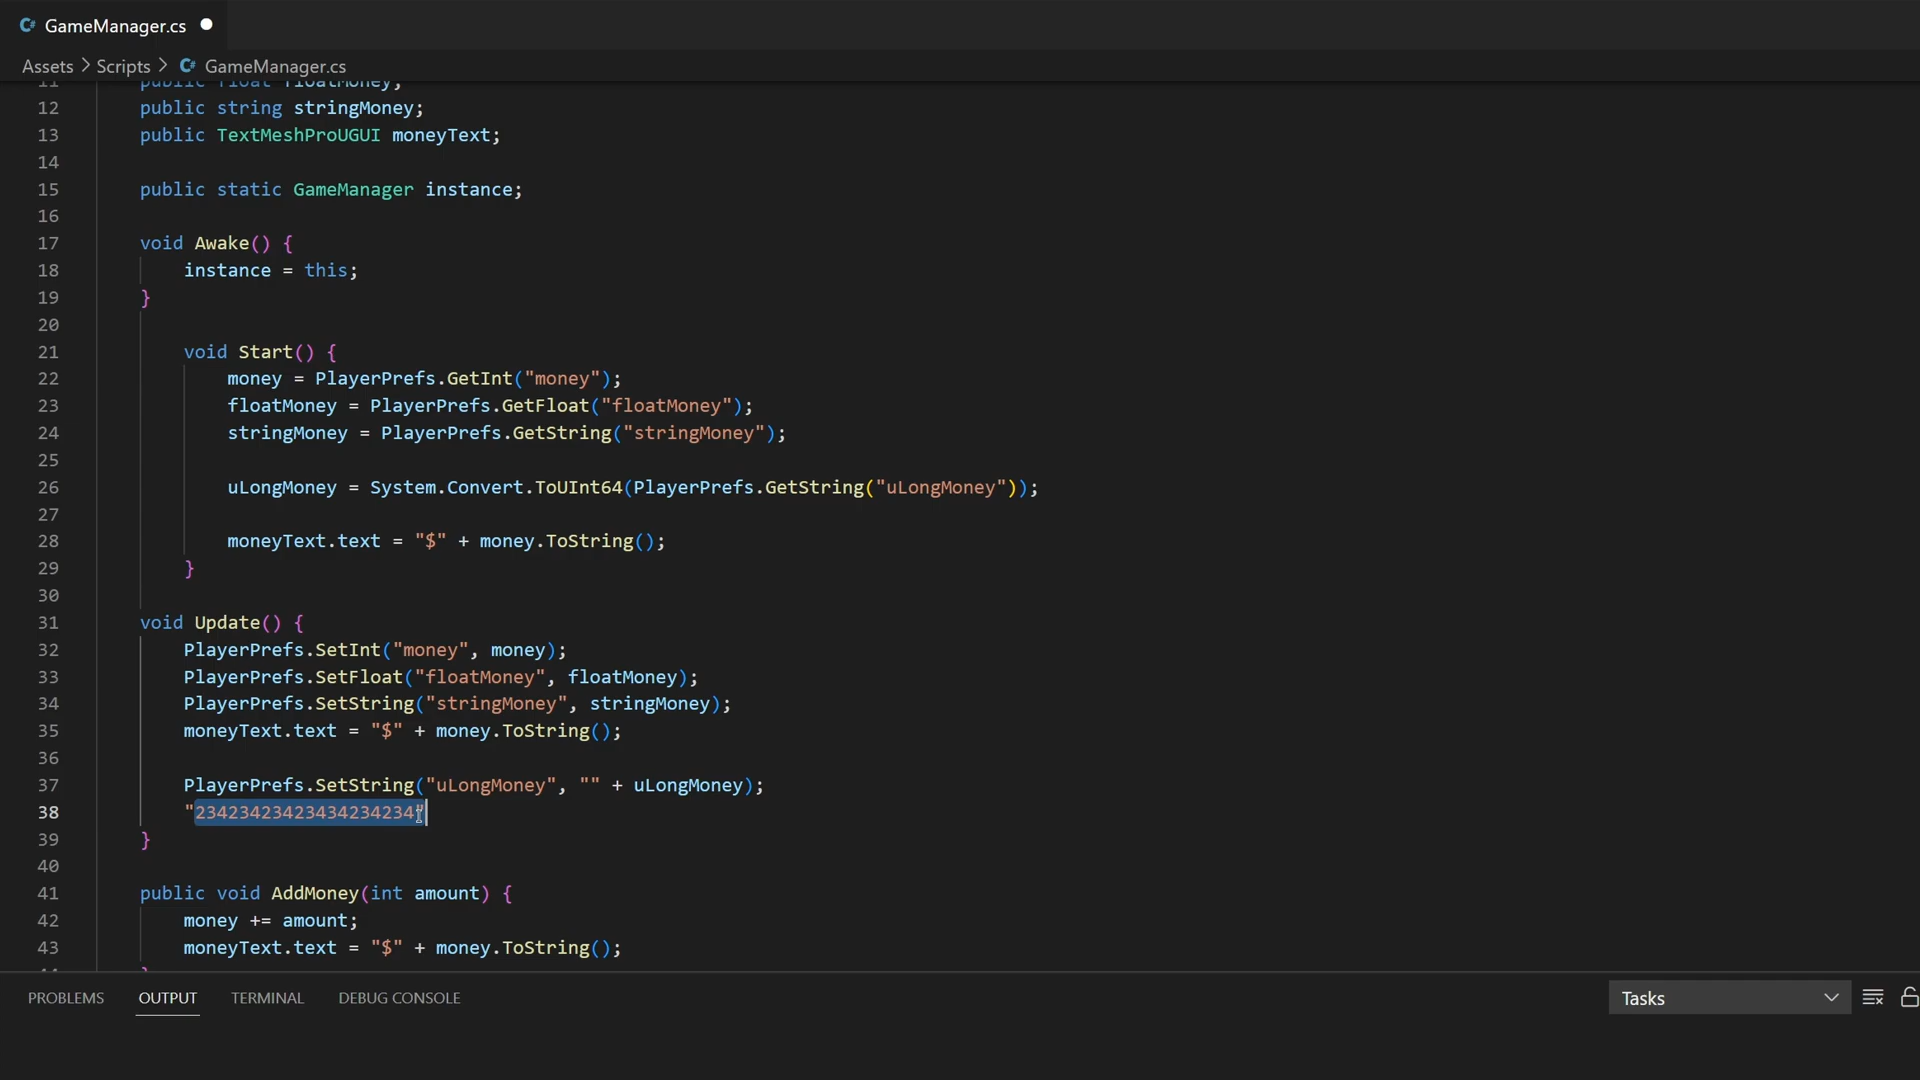 GameManager.cs
Assets > Scripts > GameManager.cs
11 public float floatMoney;
12 public string stringMoney;
13 public TextMeshProUGUI moneyText;
14
15 public static GameManager instance;
16
17 void Awake() {
18 instance = this;
19 }
20
21 void Start() {
22 money = PlayerPrefs.GetInt("money");
23 floatMoney = PlayerPrefs.GetFloat("floatMoney");
24 stringMoney = PlayerPrefs.GetString("stringMoney");
25
26 uLongMoney = System.Convert.ToUInt64(PlayerPrefs.GetString("uLongMoney"));
27
28 moneyText.text = "$" + money.ToString();
29 }
30
31 void Update() {
32 PlayerPrefs.SetInt("money", money);
33 PlayerPrefs.SetFloat("floatMoney", floatMoney);
34 PlayerPrefs.SetString("stringMoney", stringMoney);
35 moneyText.text = "$" + money.ToString();
36
37 PlayerPrefs.SetString("uLongMoney", "" + uLongMoney);
38 "23423423423434234234"
39 }
40
41 public void AddMoney(int amount) {
42 money += amount;
43 moneyText.text = "$" + money.ToString();
PROBLEMS OUTPUT TERMINAL DEBUG CONSOLE Tasks